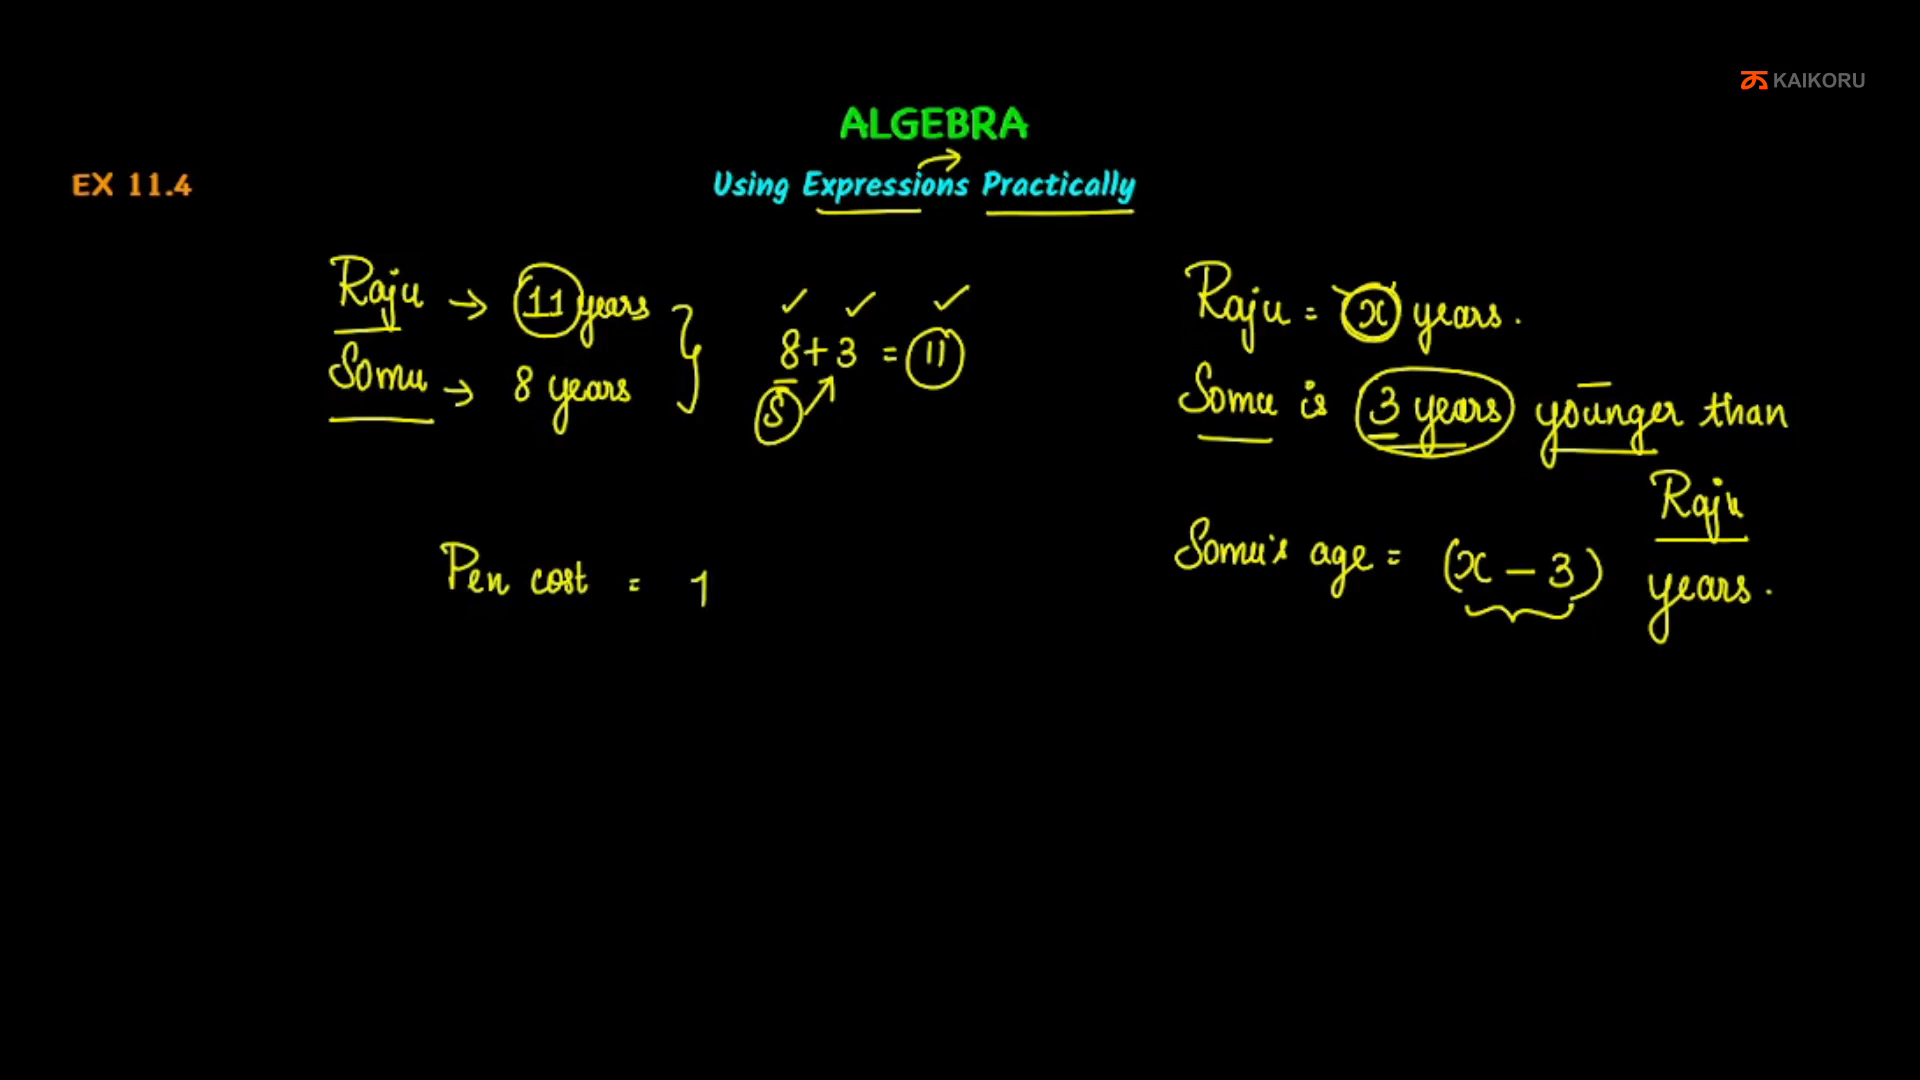 KAIKORU
ALGEBRA
EX 11.4
Using Expressions Practically
Raju → 11 years
Somu → 8 years
8 + 3 = 11
S
Pen cost = 1
Raju = x years.
Somu is 3 years younger than
Raju
Somu's age = (x - 3) years.